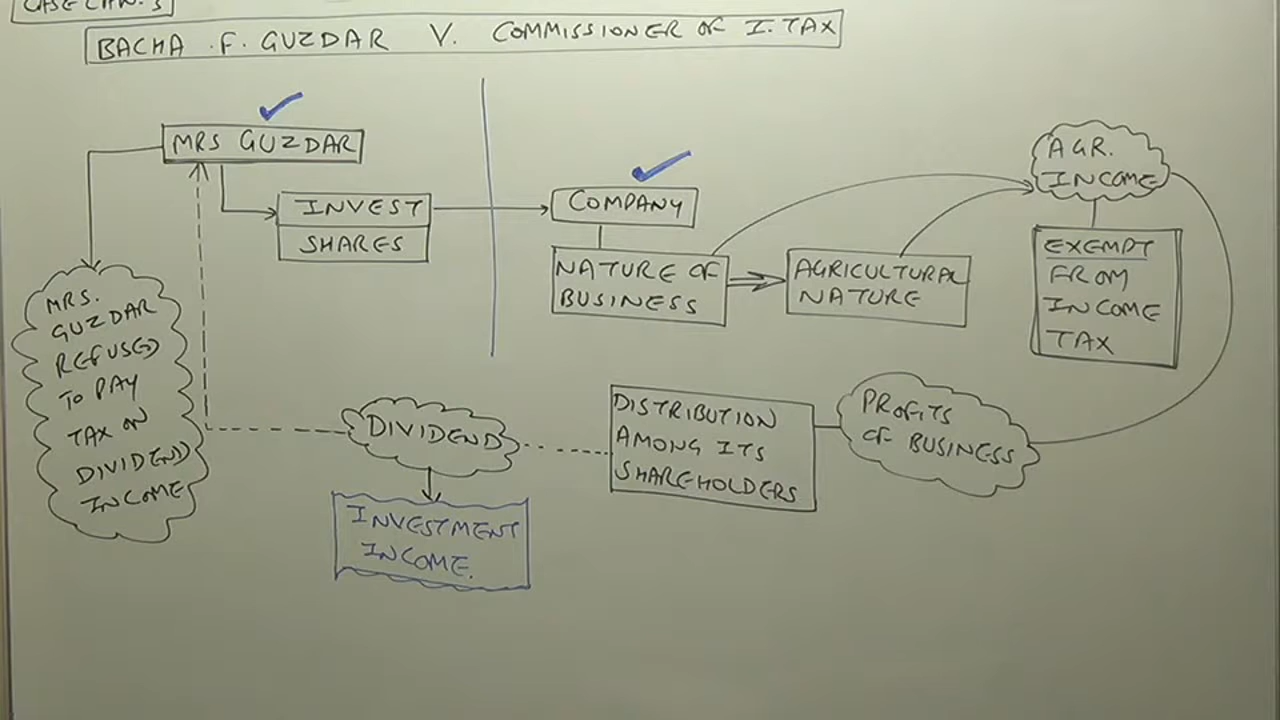 BACHA .F. GUZDAR V. COMMISSIONER OF I. TAX
MRS GUZDAR
INVEST
SHARES
COMPANY
NATURE OF
BUSINESS
AGRICULTURAL
NATURE
AGR.
INCOME
EXEMPT
FROM
INCOME
TAX
MRS.
GUZDAR
REFUSED
TO PAY
TAX ON
DIVIDEND
INCOME
DIVIDEND
INVESTMENT
INCOME.
DISTRIBUTION
AMONG ITS
SHAREHOLDERS
PROFITS
OF BUSINESS